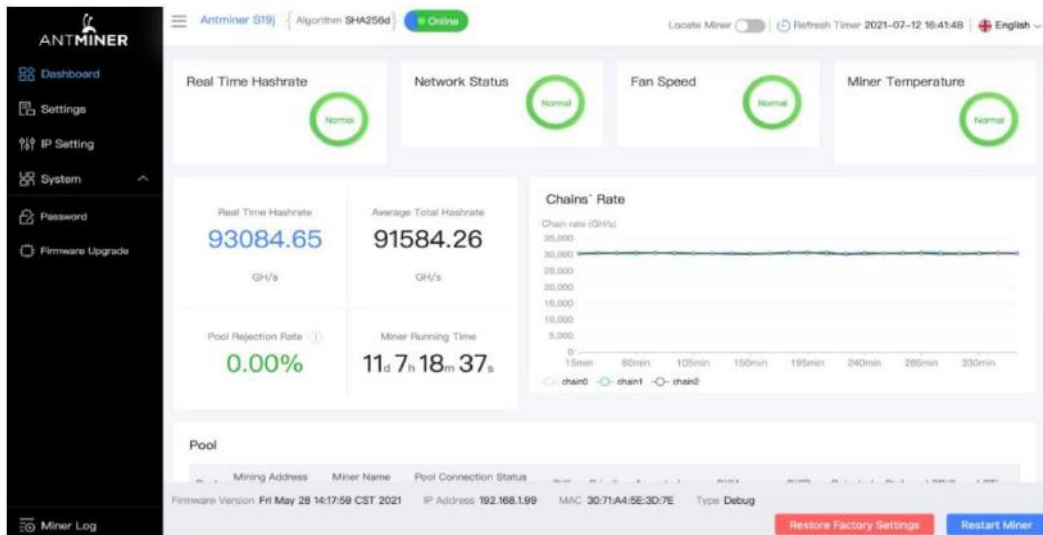 ANTMINER
Dashboard
Settings
IP Setting
System
Password
Firmware Upgrade
Miner Log
Antminer S19j { Algorithm SHA256d } Online
Locate Miner Refresh Timer 2021-07-12 16:41:48 English
Real Time Hashrate
Normal
Network Status
Normal
Fan Speed
Normal
Miner Temperature
Normal
Real Time Hashrate
93084.65
GH/s
Average Total Hashrate
91584.26
GH/s
Pool Rejection Rate
0.00%
Miner Running Time
11d 7h 18m 37s
Chains` Rate
Chain rate (GH/s)
35,000
30,000
25,000
20,000
15,000
10,000
5,000
0
15min 60min 105min 150min 195min 240min 285min 330min
chain0 chain1 chain2
Pool
Mining Address Miner Name Pool Connection Status
Firmware Version Fri May 28 14:17:59 CST 2021 IP Address 192.168.1.99 MAC 30:71:A4:5E:3D:7E Type Debug
Restore Factory Settings Restart Miner